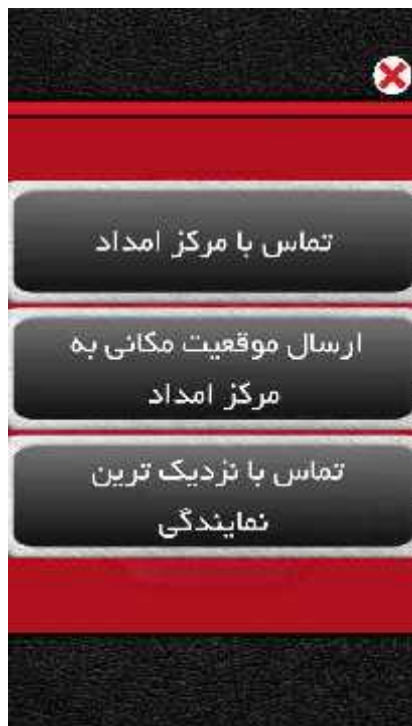 تماس با مرکز امداد
ارسال موقعیت مکانی به
مرکز امداد
تماس با نزدیک ترین
نمایندگی